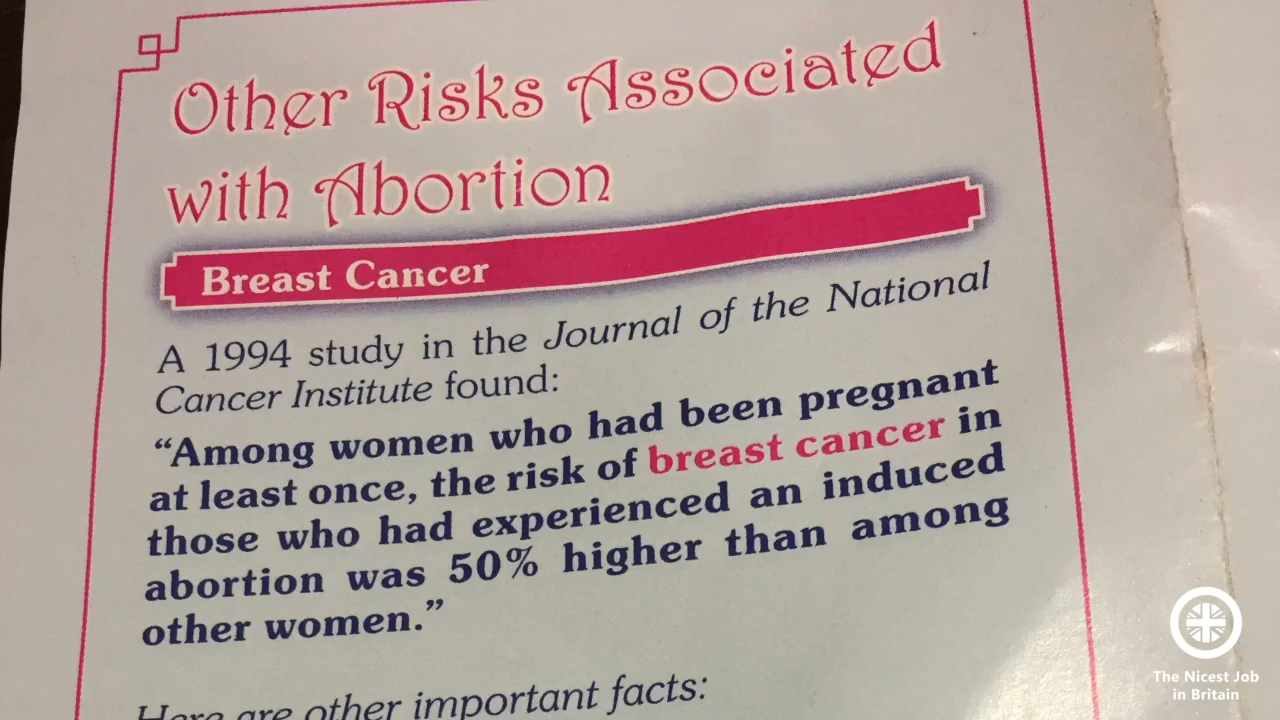 Other Risks Associated
with Abortion
Breast Cancer
A 1994 study in the Journal of the National
Cancer Institute found:
“Among women who had been pregnant
at least once, the risk of breast cancer in
those who had experienced an induced
abortion was 50% higher than among
other women.”
Here are other important facts:
The Nicest Job
in Britain